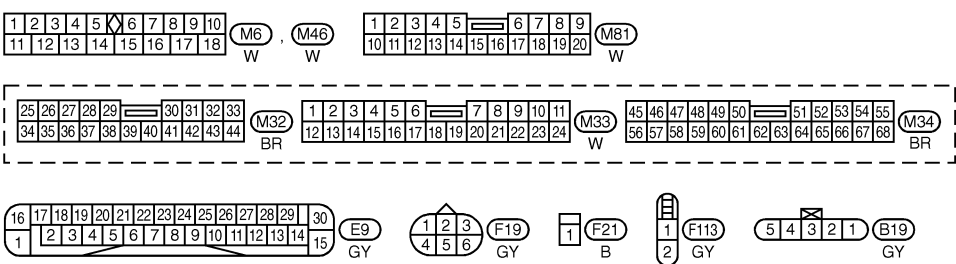 1 2 3 4 5 6 7 8 9 10
11 12 13 14 15 16 17 18
M6 , M46
W W
1 2 3 4 5 6 7 8 9
10 11 12 13 14 15 16 17 18 19 20
M81
W
25 26 27 28 29 30 31 32 33
34 35 36 37 38 39 40 41 42 43 44
M32
BR
1 2 3 4 5 6 7 8 9 10 11
12 13 14 15 16 17 18 19 20 21 22 23 24
M33
W
45 46 47 48 49 50 51 52 53 54 55
56 57 58 59 60 61 62 63 64 65 66 67 68
M34
BR
16 17 18 19 20 21 22 23 24 25 26 27 28 29 30
1 2 3 4 5 6 7 8 9 10 11 12 13 14 15
E9
GY
1 2 3
4 5 6
F19
GY
1
F21
B
1
2
F113
GY
5 4 3 2 1
B19
GY